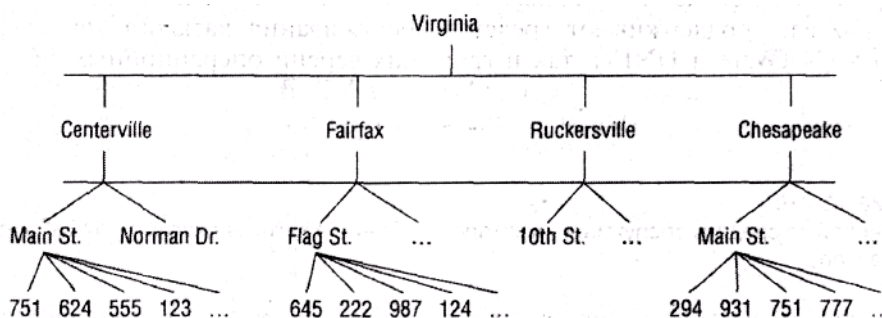 Virginia
Centerville Fairfax Ruckersville Chesapeake
Main St. Norman Dr. Flag St. ... 10th St. ... Main St. ...
751 624 555 123 ... 645 222 987 124 ... 294 931 751 777 ...